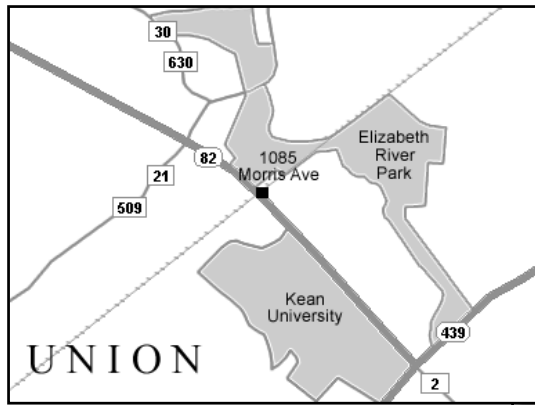 30
630
82
1085
Morris Ave
Elizabeth
River
Park
21
509
Kean
University
439
UNION
2